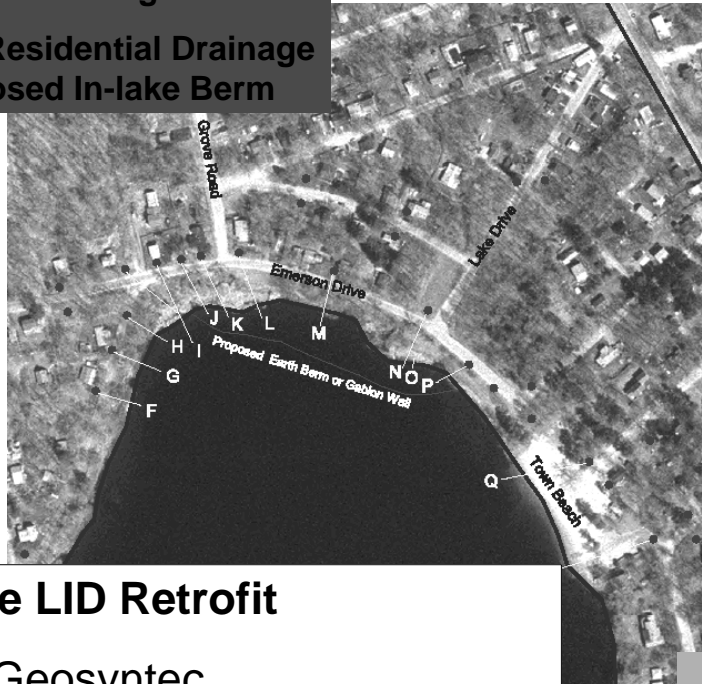 Residential Drainage
osed In-lake Berm
Grove Road
Lake Drive
Emerson Drive
J
K
L
M
H
I
Proposed Earth Berm or Gabion Wall
N
O
P
G
F
Q
Town Beach
e LID Retrofit
Geosyntec